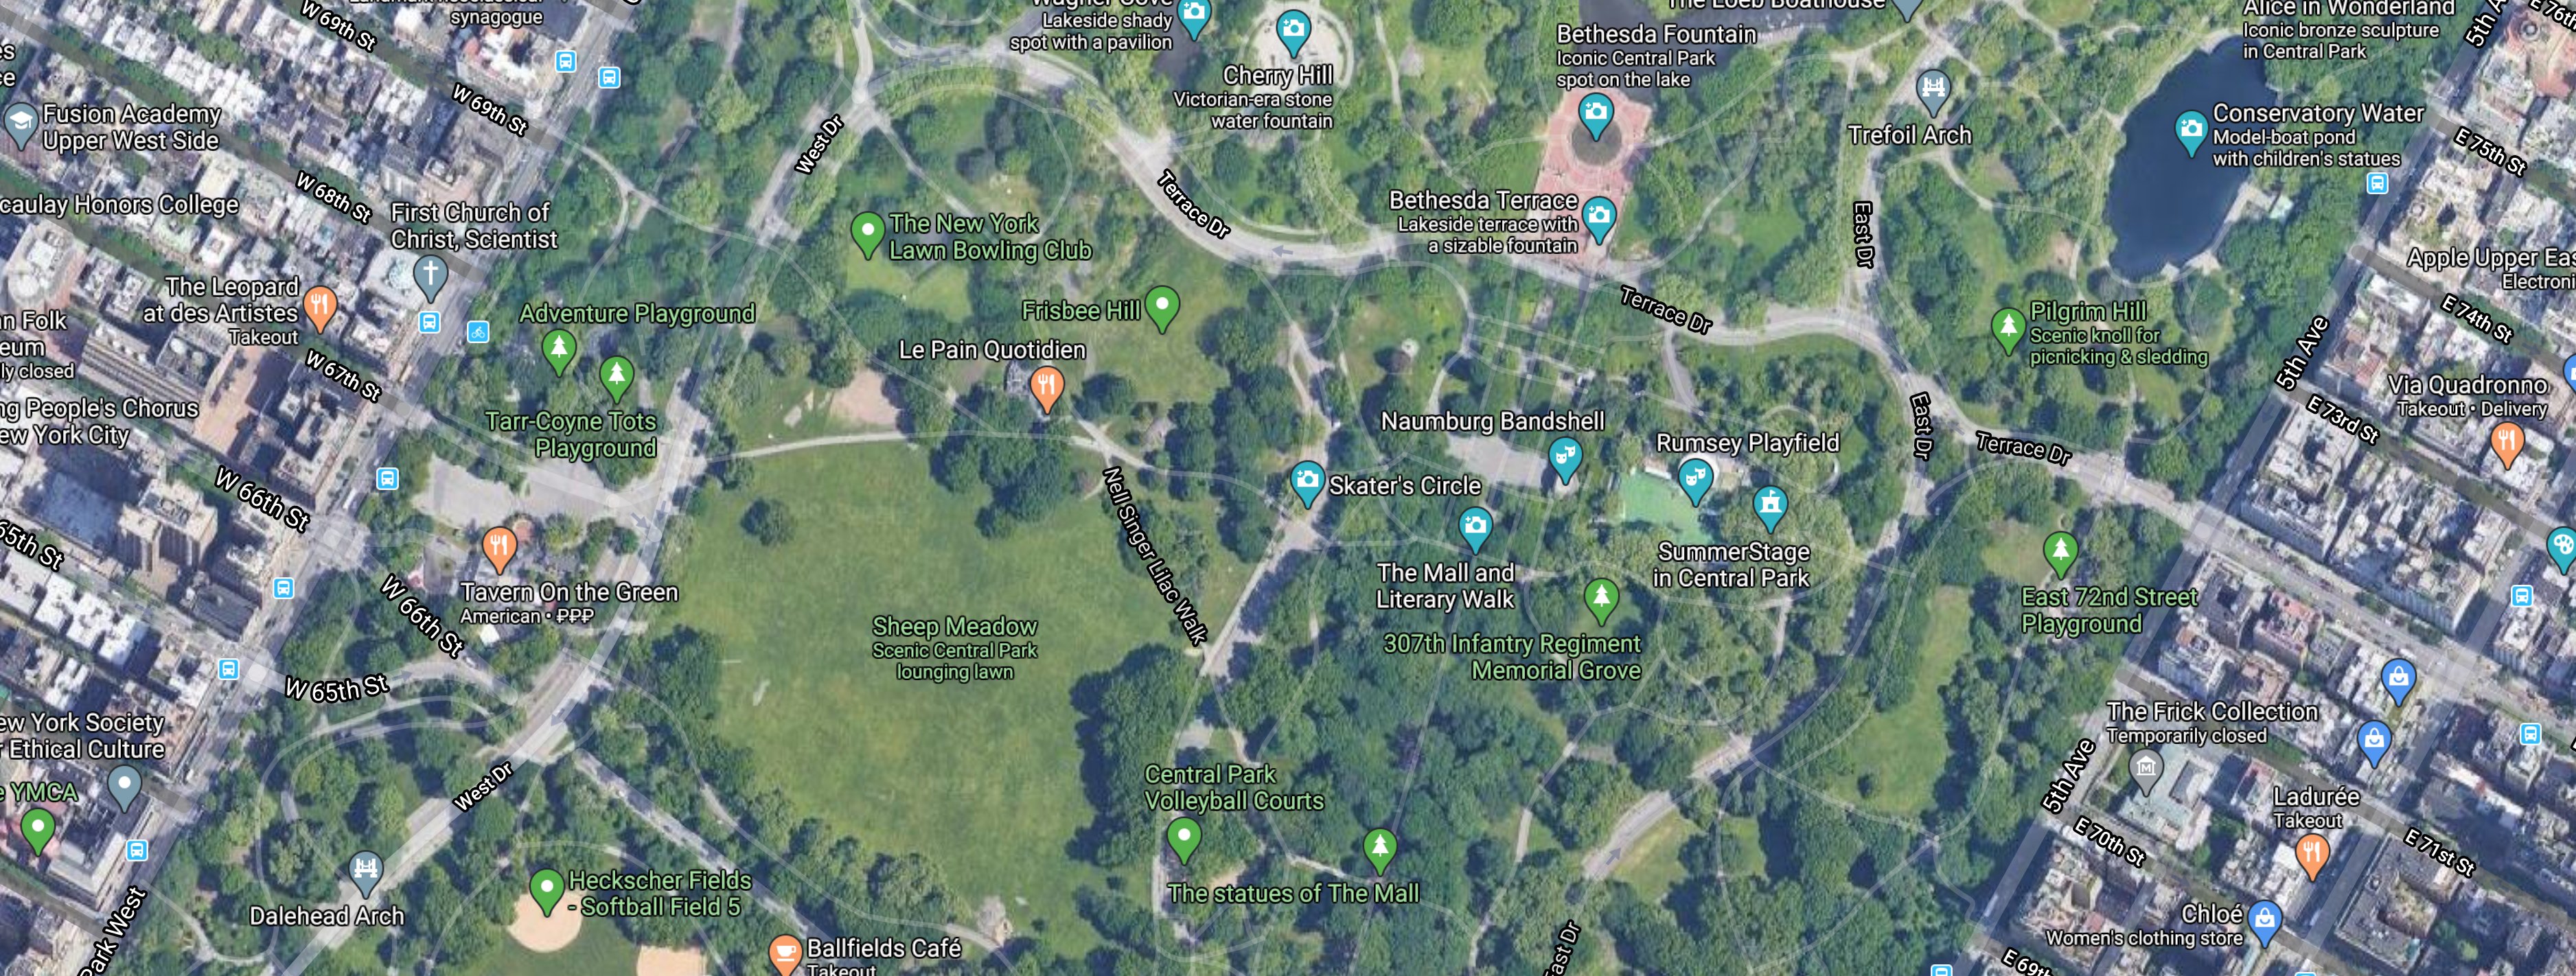 W 69th St
synagogue
Lakeside shady
spot with a pavilion
Cherry Hill
Victorian-era stone
water fountain
Bethesda Fountain
Iconic Central Park
spot on the lake
The Loeb Boathouse
Alice in Wonderland
Iconic bronze sculpture
in Central Park
5th A
E 76th
Fusion Academy
Upper West Side
W 69th St
West Dr
Trefoil Arch
Conservatory Water
Model-boat pond
with children's statues
E 75th St
caulay Honors College
W 68th St
First Church of
Christ, Scientist
The New York
Lawn Bowling Club
Terrace Dr
Bethesda Terrace
Lakeside terrace with
a sizable fountain
East Dr
Apple Upper Eas
Electroni
The Leopard
at des Artistes
Takeout
n Folk
eum
ly closed
Adventure Playground
Frisbee Hill
Terrace Dr
Pilgrim Hill
Scenic knoll for
picnicking & sledding
E 74th St
5th Ave
W 67th St
Le Pain Quotidien
Via Quadronno
Takeout • Delivery
ng People's Chorus
ew York City
Tarr-Coyne Tots
Playground
Naumburg Bandshell
Rumsey Playfield
East Dr
Terrace Dr
E 73rd St
W 66th St
65th St
Nell Singer Lilac Walk
Skater's Circle
The Mall and
Literary Walk
SummerStage
in Central Park
Tavern On the Green
American • ₽₽₽
W 66th St
East 72nd Street
Playground
Sheep Meadow
Scenic Central Park
lounging lawn
307th Infantry Regiment
Memorial Grove
W 65th St
ew York Society
r Ethical Culture
The Frick Collection
Temporarily closed
5th Ave
e YMCA
West Dr
Central Park
Volleyball Courts
Ladurée
Takeout
E 70th St
E 71st St
Dalehead Arch
Heckscher Fields
- Softball Field 5
The statues of The Mall
Park West
Ballfields Café
Takeout
East Dr
Chloé
Women's clothing store
E 69th